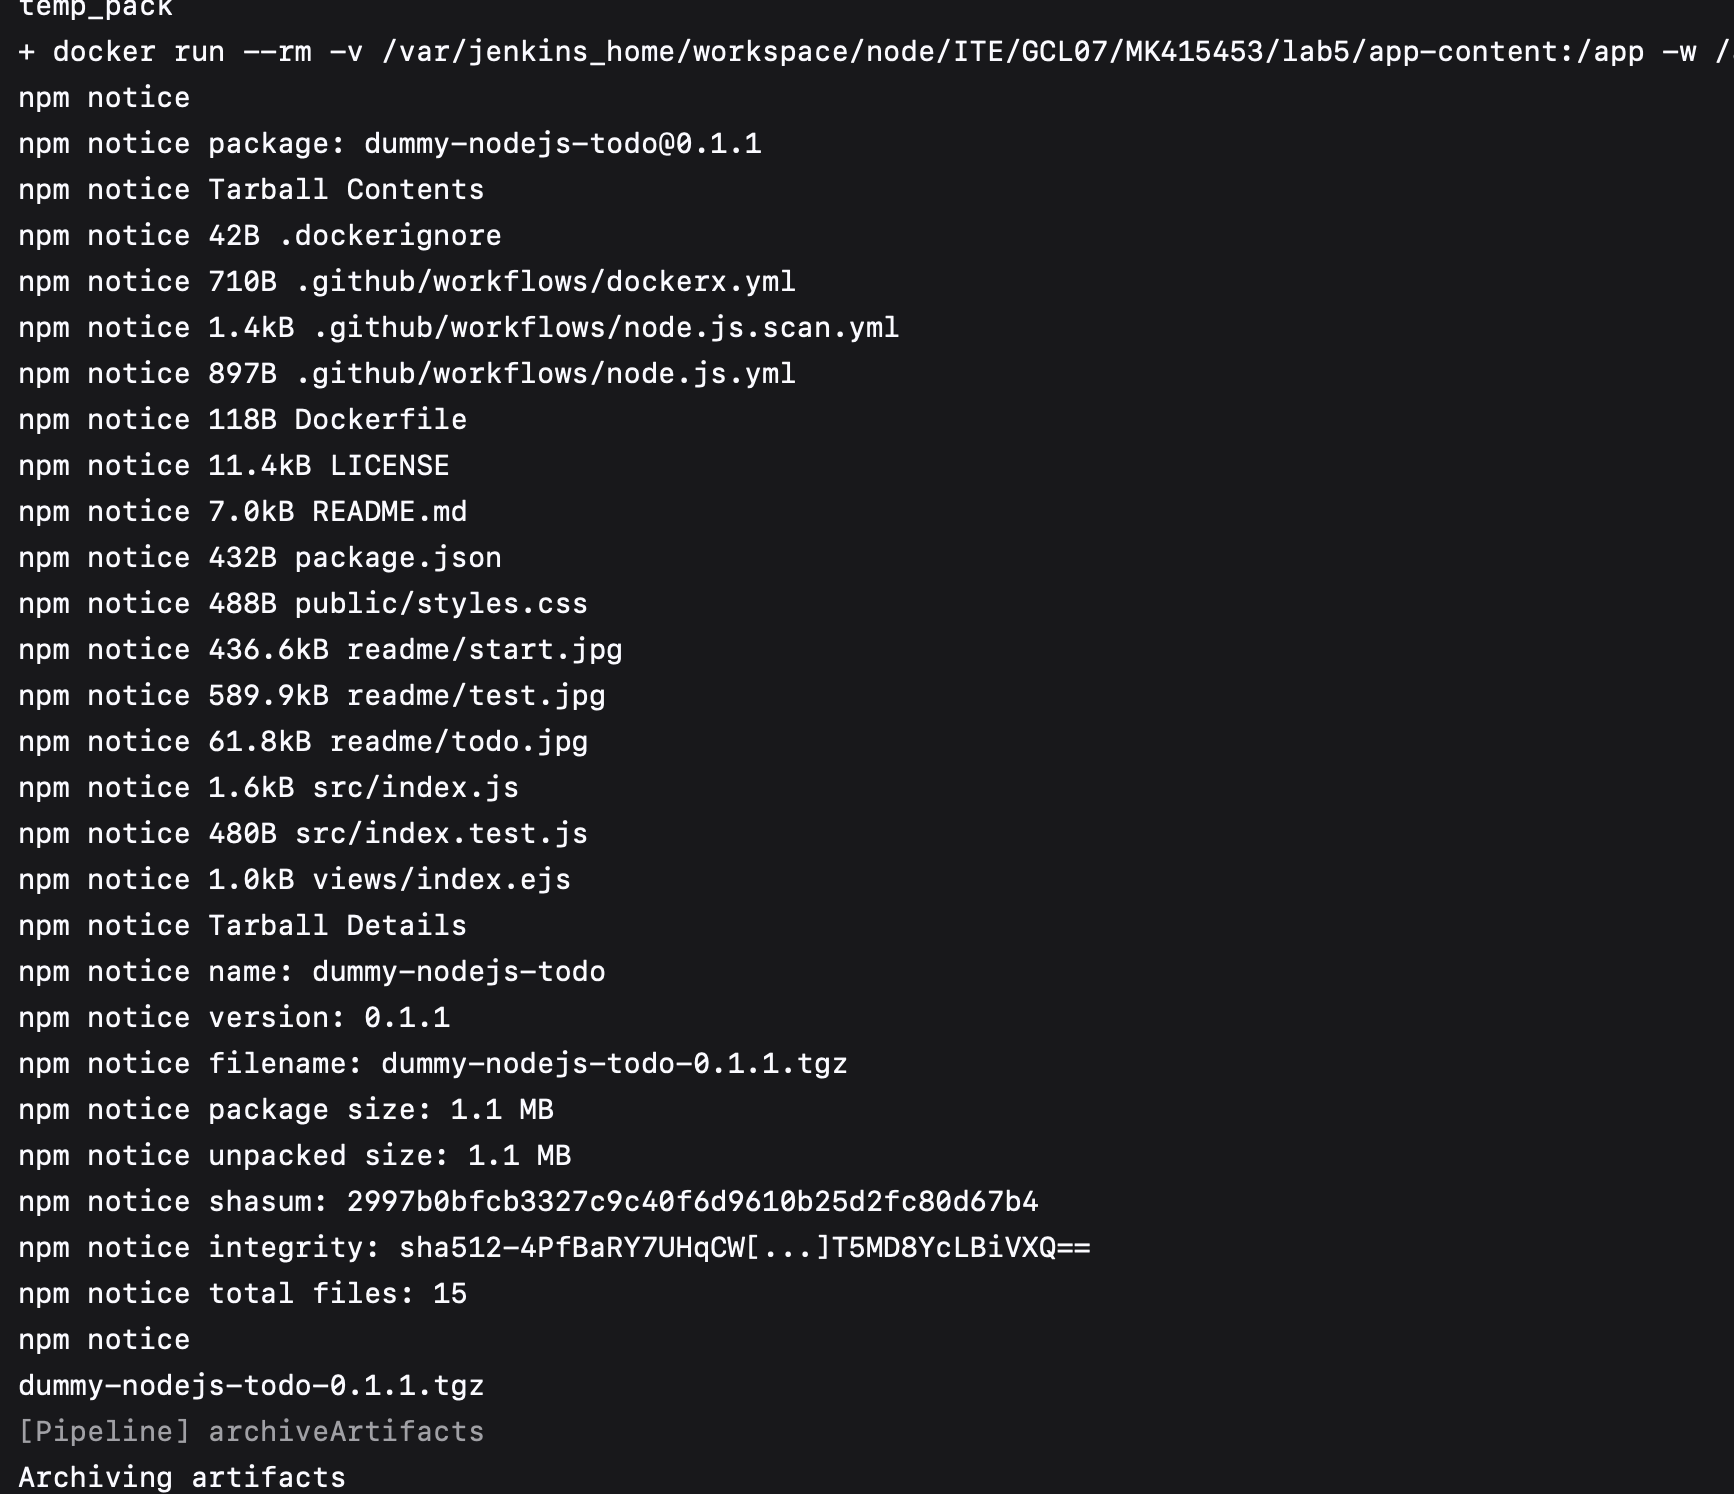 temp_pack
+ docker run --rm -v /var/jenkins_home/workspace/node/ITE/GCL07/MK415453/lab5/app-content:/app -w /
npm notice
npm notice package: dummy-nodejs-todo@0.1.1
npm notice Tarball Contents
npm notice 42B .dockerignore
npm notice 710B .github/workflows/dockerx.yml
npm notice 1.4kB .github/workflows/node.js.scan.yml
npm notice 897B .github/workflows/node.js.yml
npm notice 118B Dockerfile
npm notice 11.4kB LICENSE
npm notice 7.0kB README.md
npm notice 432B package.json
npm notice 488B public/styles.css
npm notice 436.6kB readme/start.jpg
npm notice 589.9kB readme/test.jpg
npm notice 61.8kB readme/todo.jpg
npm notice 1.6kB src/index.js
npm notice 480B src/index.test.js
npm notice 1.0kB views/index.ejs
npm notice Tarball Details
npm notice name: dummy-nodejs-todo
npm notice version: 0.1.1
npm notice filename: dummy-nodejs-todo-0.1.1.tgz
npm notice package size: 1.1 MB
npm notice unpacked size: 1.1 MB
npm notice shasum: 2997b0bfcb3327c9c40f6d9610b25d2fc80d67b4
npm notice integrity: sha512-4PfBaRY7UHqCW[...]T5MD8YcLBiVXQ==
npm notice total files: 15
npm notice
dummy-nodejs-todo-0.1.1.tgz
[Pipeline] archiveArtifacts
Archiving artifacts